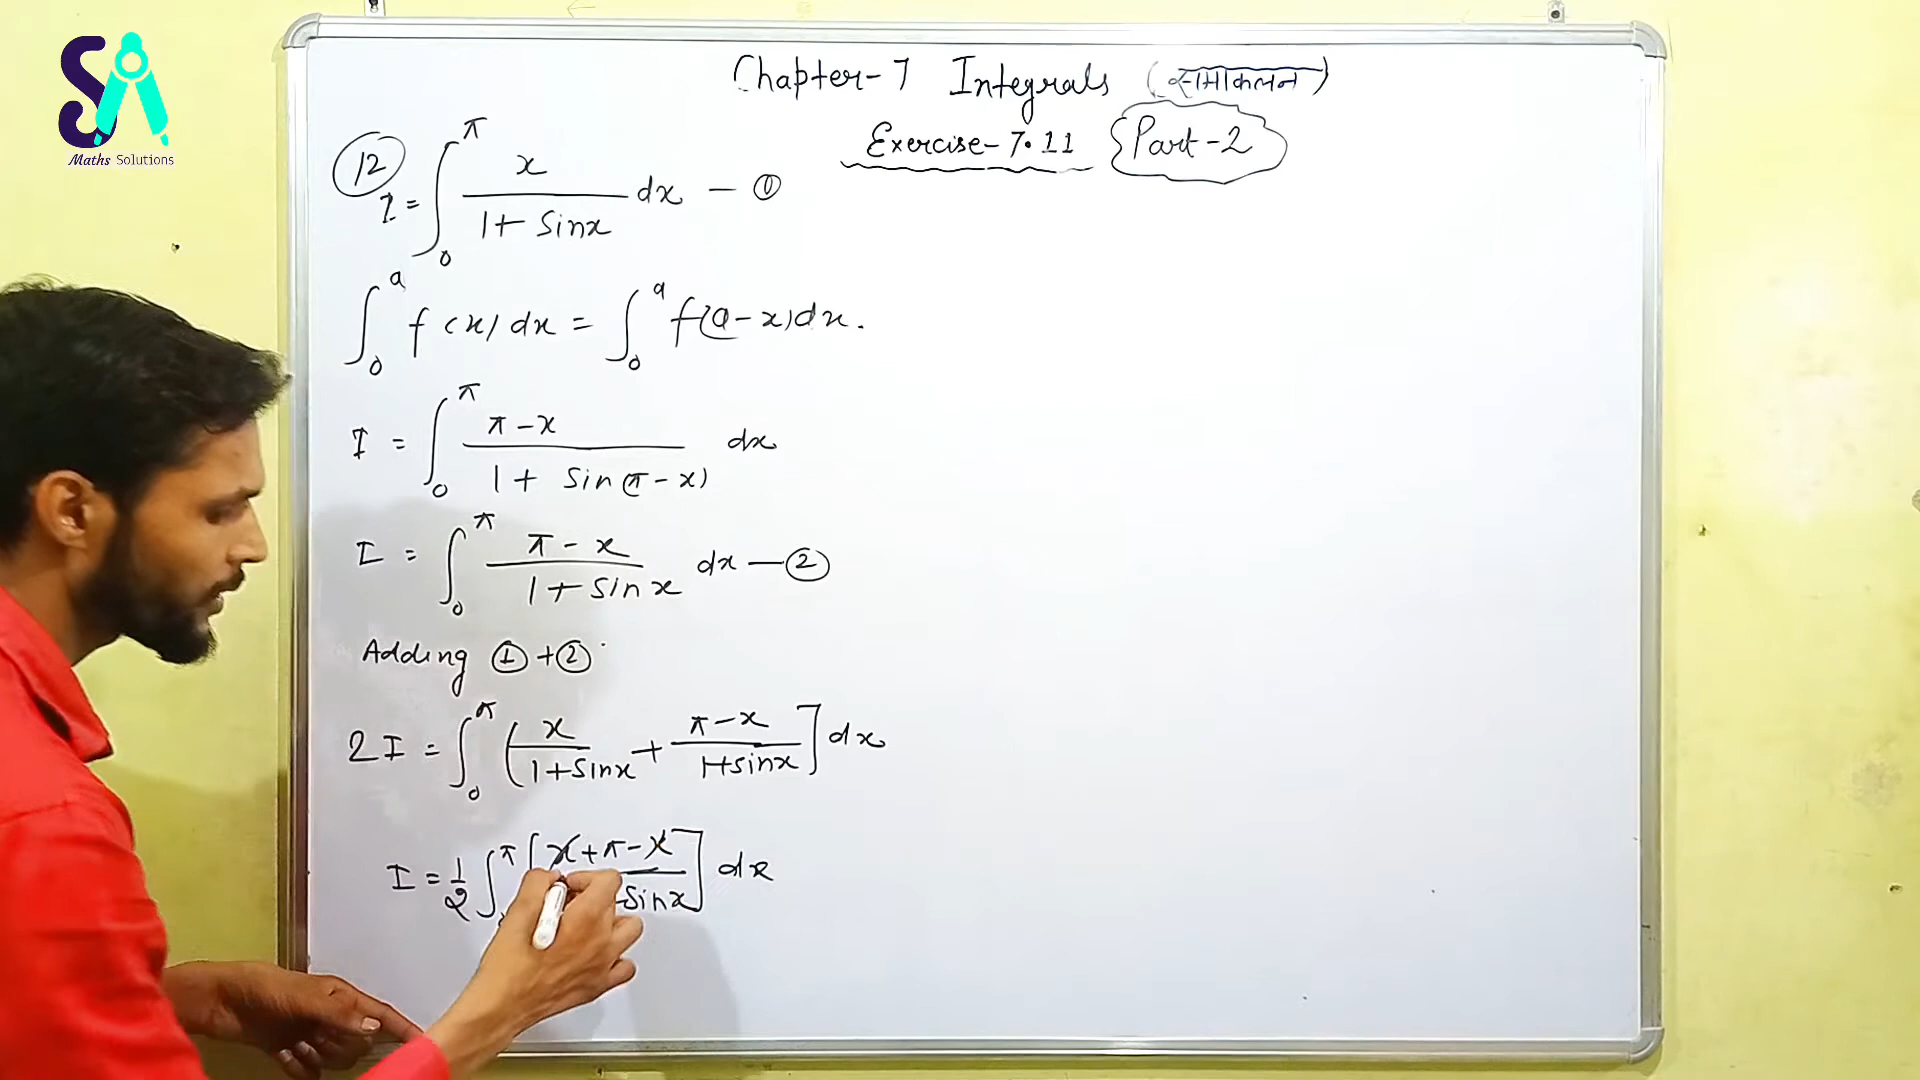 SA
Maths Solutions
Chapter-7 Integrals (समाकलन)
Exercise-7.11 {Part-2
12
I = ∫₀^π x/(1+ sinx) dx — ①
∫₀^a f(x) dx = ∫₀^a f(a-x)dx.
I = ∫₀^π (π-x)/(1+ sin(π-x)) dx
I = ∫₀^π (π-x)/(1+sinx) dx — ②
Adding ①+②
2I = ∫₀^π (x/(1+sinx) + (π-x)/(1+sinx)] dx
I = 1/2 ∫^π [(x+π-x)/(sinx)] dx